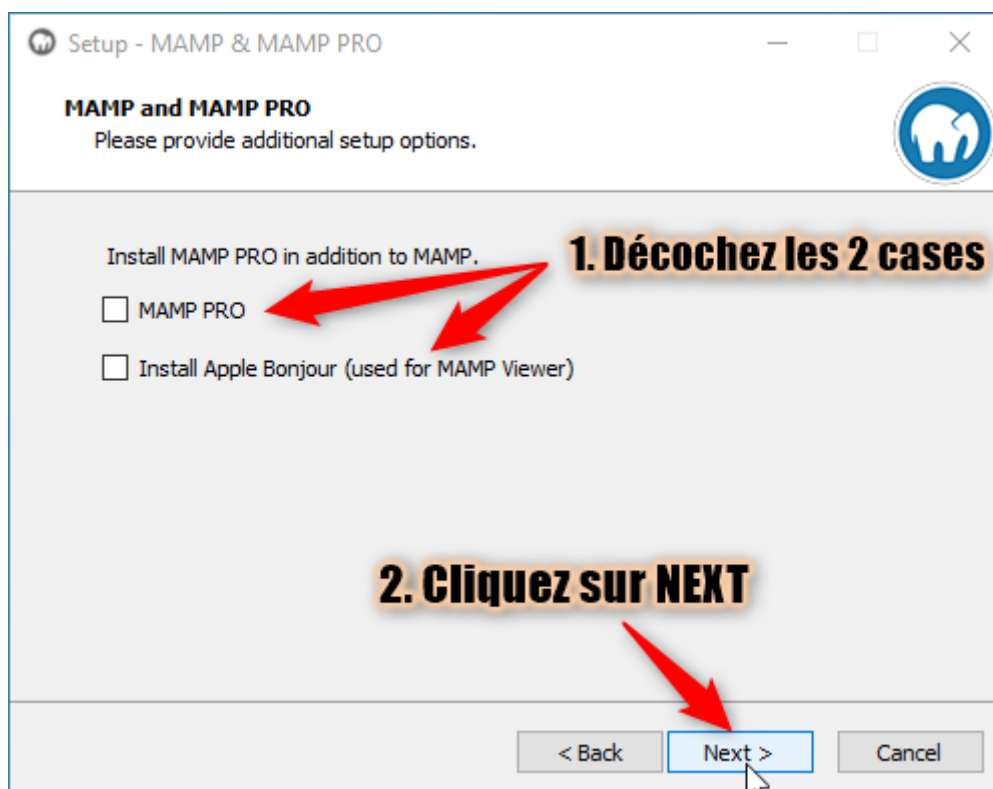 Setup - MAMP & MAMP PRO
MAMP and MAMP PRO
Please provide additional setup options.
1. Décochez les 2 cases
Install MAMP PRO in addition to MAMP.
MAMP PRO
Install Apple Bonjour (used for MAMP Viewer)
2. Cliquez sur NEXT
< Back Next > Cancel